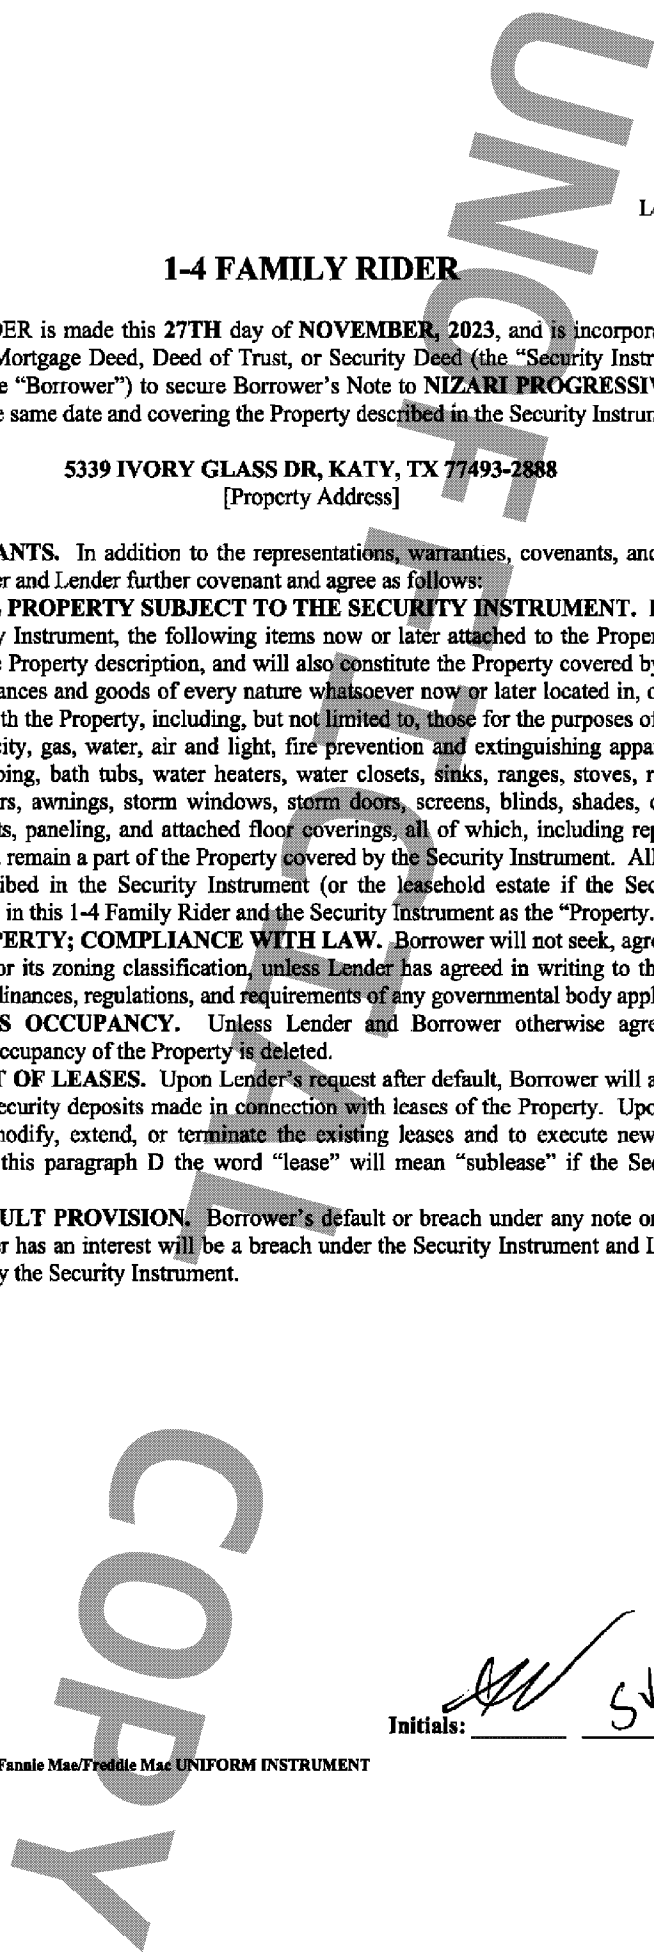 L
1-4 FAMILY RIDER
DER is made this 27TH day of NOVEMBER, 2023, and is incorpor
Mortgage Deed, Deed of Trust, or Security Deed (the “Security Instr
e “Borrower”) to secure Borrower’s Note to NIZARI PROGRESSIV
e same date and covering the Property described in the Security Instrum
5339 IVORY GLASS DR, KATY, TX 77493-2888
[Property Address]
ANTS. In addition to the representations, warranties, covenants, and
er and Lender further covenant and agree as follows:
PROPERTY SUBJECT TO THE SECURITY INSTRUMENT.
y Instrument, the following items now or later attached to the Proper
e Property description, and will also constitute the Property covered by
ances and goods of every nature whatsoever now or later located in, o
th the Property, including, but not limited to, those for the purposes of
city, gas, water, air and light, fire prevention and extinguishing appar
bing, bath tubs, water heaters, water closets, sinks, ranges, stoves, r
rs, awnings, storm windows, storm doors, screens, blinds, shades, c
ts, paneling, and attached floor coverings, all of which, including rep
remain a part of the Property covered by the Security Instrument. All
ibed in the Security Instrument (or the leasehold estate if the Sec
in this 1-4 Family Rider and the Security Instrument as the “Property.
PERTY; COMPLIANCE WITH LAW. Borrower will not seek, agre
or its zoning classification, unless Lender has agreed in writing to th
dinances, regulations, and requirements of any governmental body appl
S OCCUPANCY. Unless Lender and Borrower otherwise agre
ccupancy of the Property is deleted.
T OF LEASES. Upon Lender’s request after default, Borrower will a
ecurity deposits made in connection with leases of the Property. Upo
modify, extend, or terminate the existing leases and to execute new
this paragraph D the word “lease” will mean “sublease” if the Sec
ULT PROVISION. Borrower’s default or breach under any note or
er has an interest will be a breach under the Security Instrument and L
y the Security Instrument.
Initials:
Fannie Mae/Freddie Mac UNIFORM INSTRUMENT
UNOFFICIAL COPY